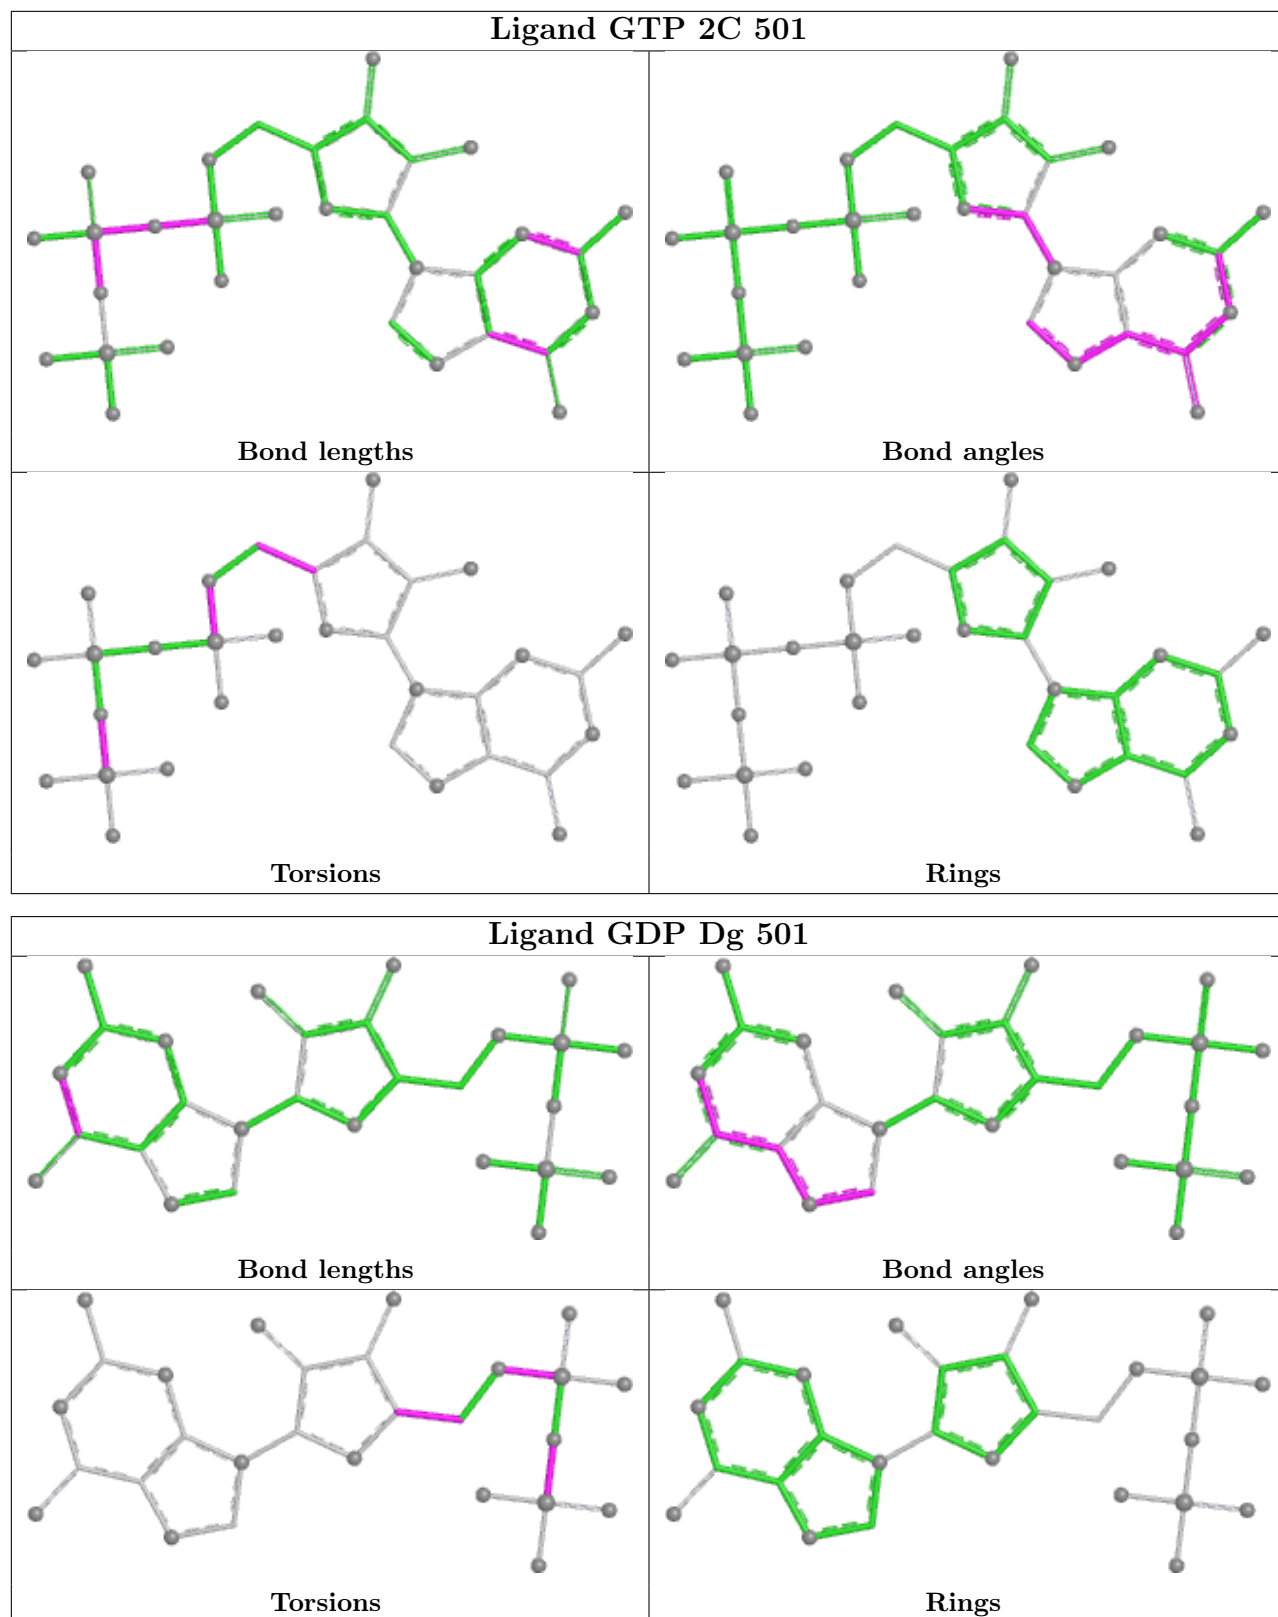 Ligand GTP 2C 501
Bond lengths
Bond angles
Torsions
Rings
Ligand GDP Dg 501
Bond lengths
Bond angles
Torsions
Rings